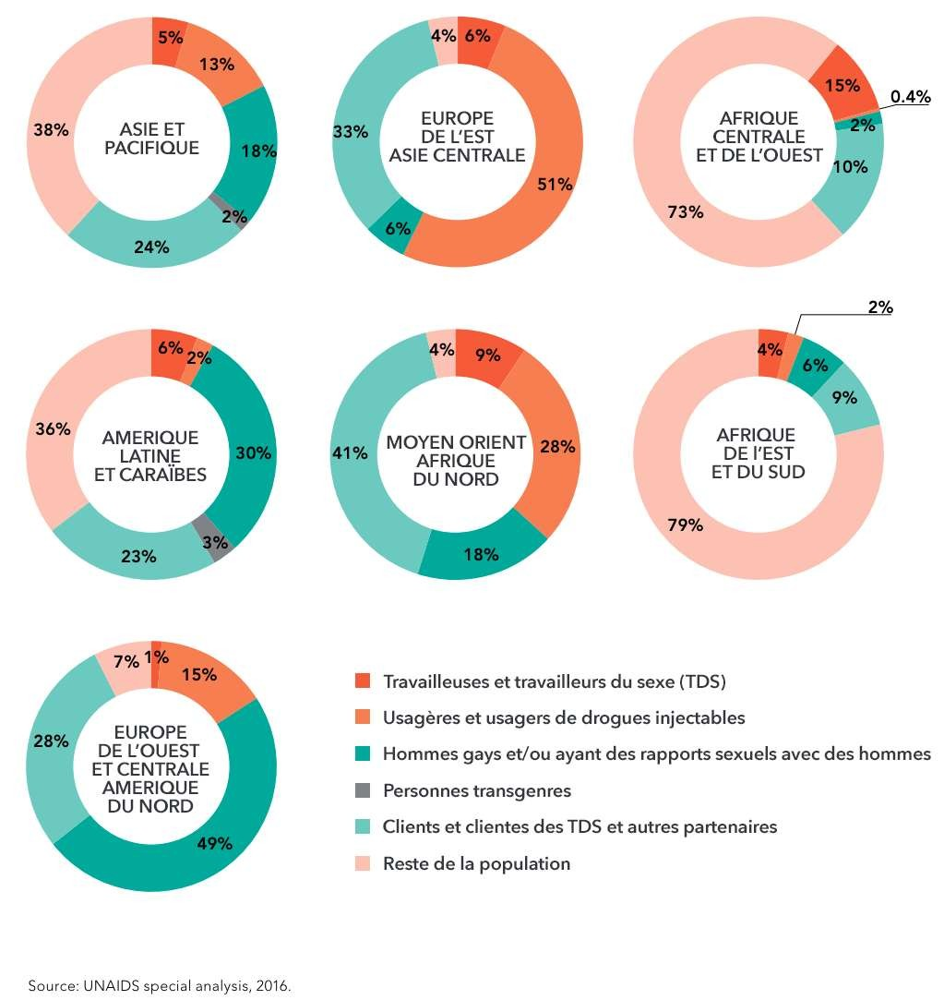 5%
13%
18%
2%
24%
38%
ASIE ET
PACIFIQUE
4%
6%
51%
6%
33%
EUROPE
DE L’EST
ASIE CENTRALE
15%
0.4%
2%
10%
73%
AFRIQUE
CENTRALE
ET DE L’OUEST
6%
2%
30%
3%
23%
36%
AMERIQUE
LATINE
ET CARAÏBES
4%
9%
28%
18%
41%
MOYEN ORIENT
AFRIQUE
DU NORD
2%
4%
6%
9%
79%
AFRIQUE
DE l’EST
ET DU SUD
7%
1%
15%
49%
28%
EUROPE
DE L’OUEST
ET CENTRALE
AMERIQUE
DU NORD
Travailleuses et travailleurs du sexe (TDS)
Usagères et usagers de drogues injectables
Hommes gays et/ou ayant des rapports sexuels avec des hommes
Personnes transgenres
Clients et clientes des TDS et autres partenaires
Reste de la population
Source: UNAIDS special analysis, 2016.